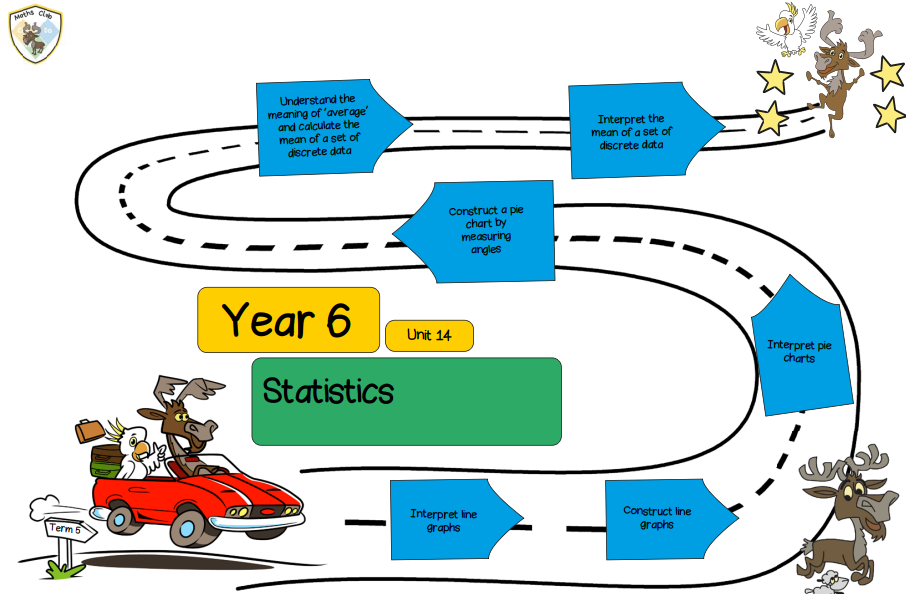 Maths Club
Understand the
meaning of 'average'
and calculate the
mean of a set of
discrete data
Interpret the
mean of a set of
discrete data
Construct a pie
chart by
measuring
angles
Year 6
Unit 14
Interpret pie
charts
Statistics
Interpret line
graphs
Construct line
graphs
Term 5